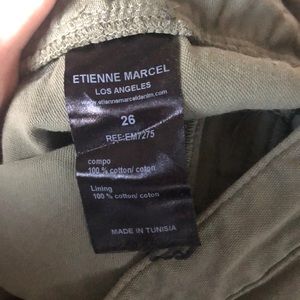 ETIENNE MARCEL
LOS ANGELES
www.etiennemarceldenim.com
26
REF:EM7275
compo
100 % cotton/ coton
Lining
100 % cotton/ coton
MADE IN TUNISIA